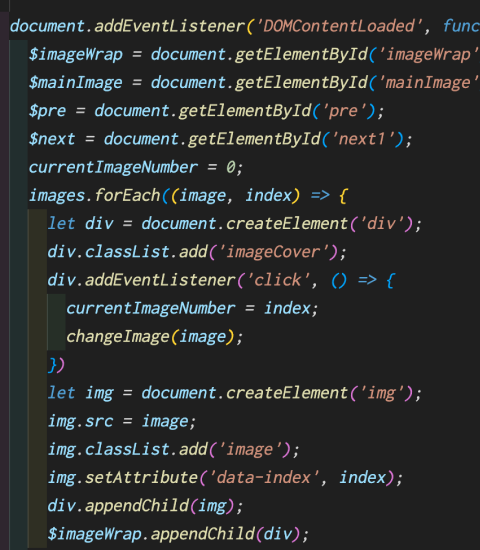 document.addEventListener('DOMContentLoaded', func
$imageWrap = document.getElementById('imageWrap'
$mainImage = document.getElementById('mainImage'
$pre = document.getElementById('pre');
$next = document.getElementById('next1');
currentImageNumber = 0;
images.forEach((image, index) => {
let div = document.createElement('div');
div.classList.add('imageCover');
div.addEventListener('click', () => {
currentImageNumber = index;
changeImage(image);
})
let img = document.createElement('img');
img.src = image;
img.classList.add('image');
img.setAttribute('data-index', index);
div.appendChild(img);
$imageWrap.appendChild(div);